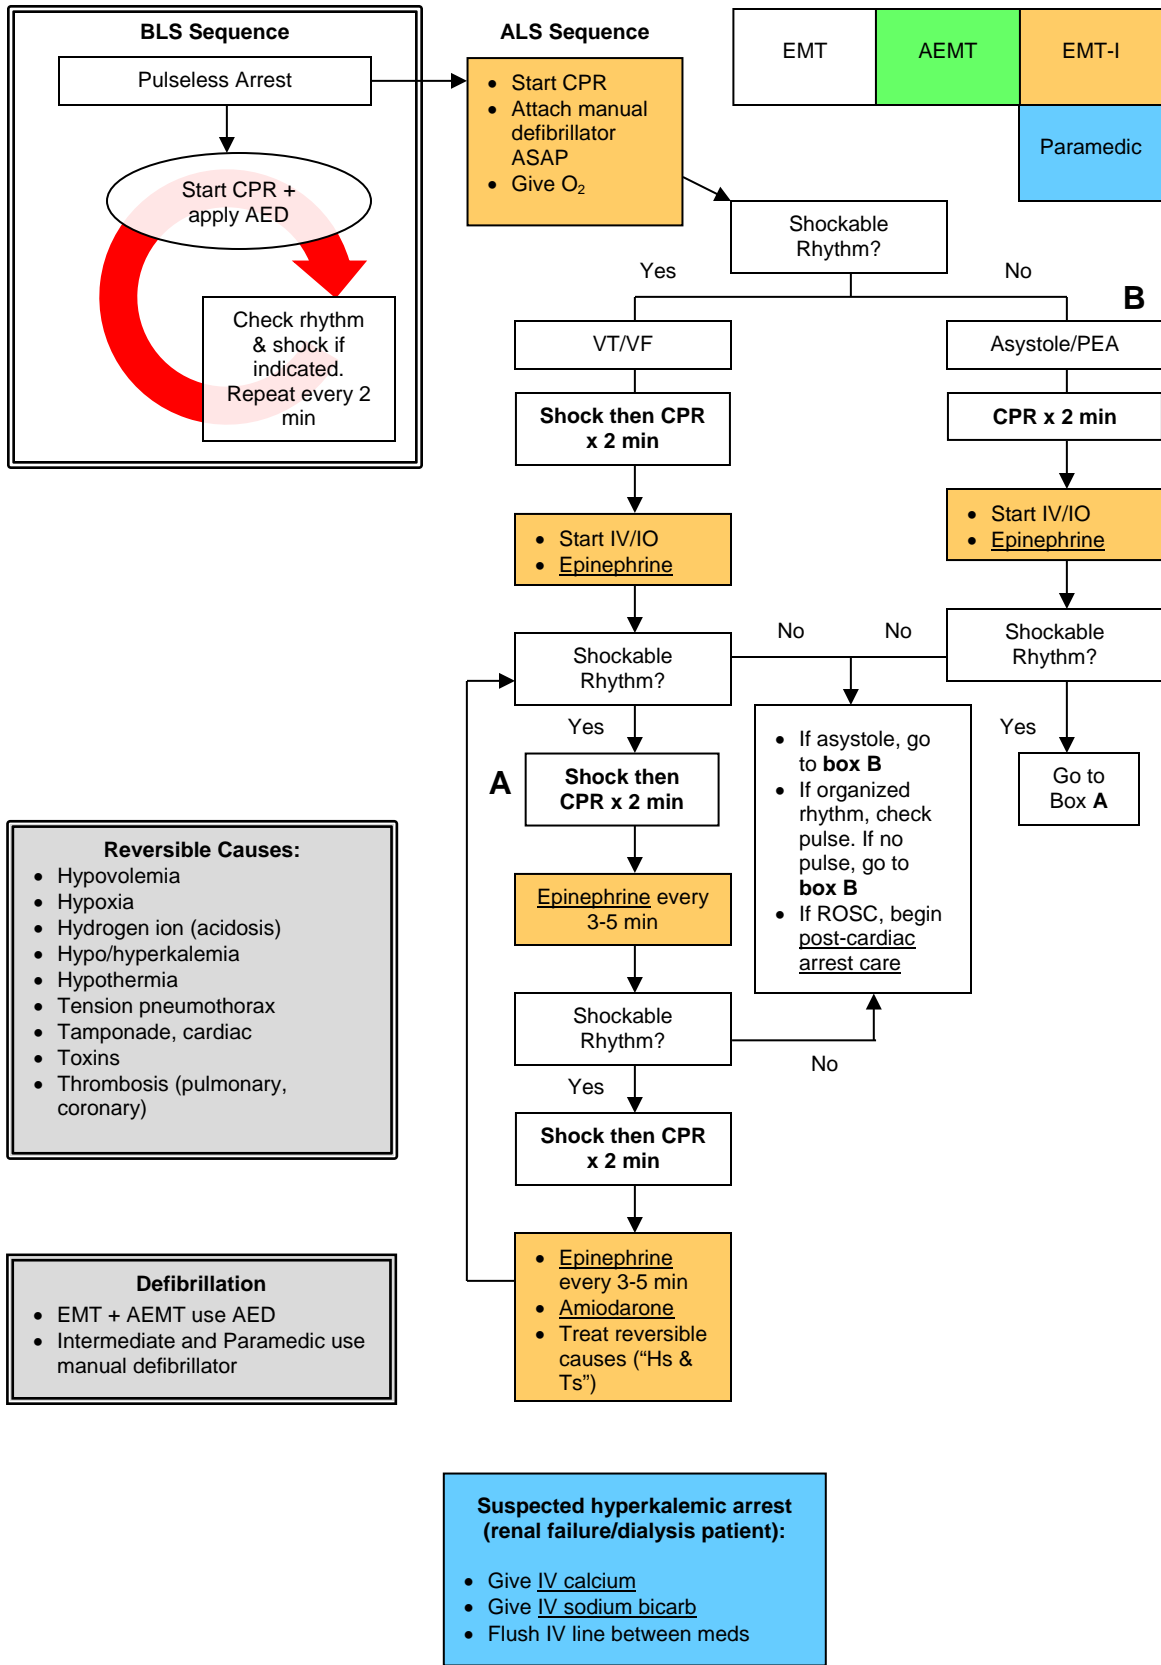 BLS Sequence
Pulseless Arrest
Start CPR +
apply AED
Check rhythm
& shock if
indicated.
Repeat every 2
min
ALS Sequence
• Start CPR
• Attach manual
defibrillator
ASAP
• Give O₂
EMT
AEMT
EMT-I
Paramedic
Shockable
Rhythm?
Yes
No
B
VT/VF
Asystole/PEA
Shock then CPR
x 2 min
CPR x 2 min
• Start IV/IO
• Epinephrine
• Start IV/IO
• Epinephrine
Shockable
Rhythm?
No
No
Shockable
Rhythm?
Yes
Yes
A
Shock then
CPR x 2 min
• If asystole, go
to box B
• If organized
rhythm, check
pulse. If no
pulse, go to
box B
• If ROSC, begin
post-cardiac
arrest care
Go to
Box A
Epinephrine every
3-5 min
Shockable
Rhythm?
No
Yes
Shock then CPR
x 2 min
• Epinephrine
every 3-5 min
• Amiodarone
• Treat reversible
causes (“Hs &
Ts”)
Reversible Causes:
• Hypovolemia
• Hypoxia
• Hydrogen ion (acidosis)
• Hypo/hyperkalemia
• Hypothermia
• Tension pneumothorax
• Tamponade, cardiac
• Toxins
• Thrombosis (pulmonary,
coronary)
Defibrillation
• EMT + AEMT use AED
• Intermediate and Paramedic use
manual defibrillator
Suspected hyperkalemic arrest
(renal failure/dialysis patient):
• Give IV calcium
• Give IV sodium bicarb
• Flush IV line between meds